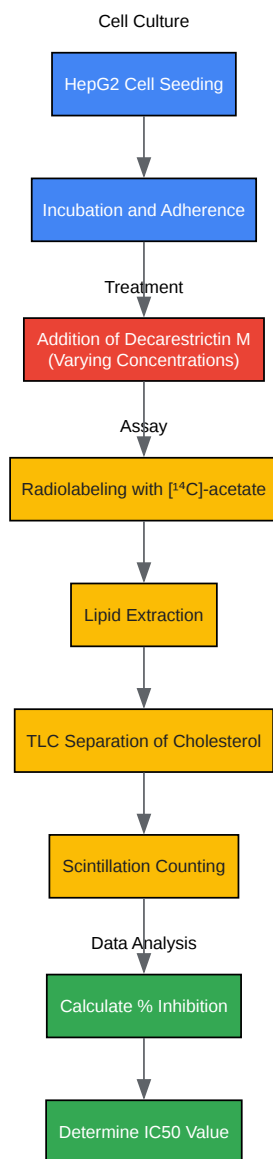 Cell Culture
HepG2 Cell Seeding
Incubation and Adherence
Treatment
Addition of Decarestrictin M
(Varying Concentrations)
Assay
Radiolabeling with [¹⁴C]-acetate
Lipid Extraction
TLC Separation of Cholesterol
Scintillation Counting
Data Analysis
Calculate % Inhibition
Determine IC50 Value